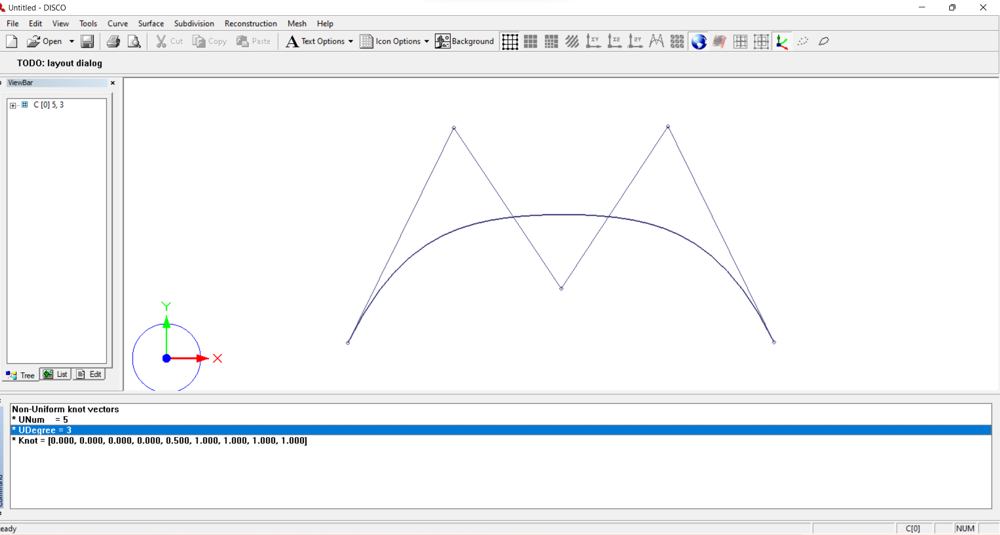 Untitled - DISCO
File Edit View Tools Curve Surface Subdivision Reconstruction Mesh Help
Open Cut Copy Paste A Text Options Icon Options Background XY XZ ZY
TODO: layout dialog
ViewBar
C [0] 5, 3
Y
X
Tree List Edit
Non-Uniform knot vectors
* UNum = 5
* UDegree = 3
* Knot = [0.000, 0.000, 0.000, 0.000, 0.500, 1.000, 1.000, 1.000, 1.000]
eady C[0] NUM